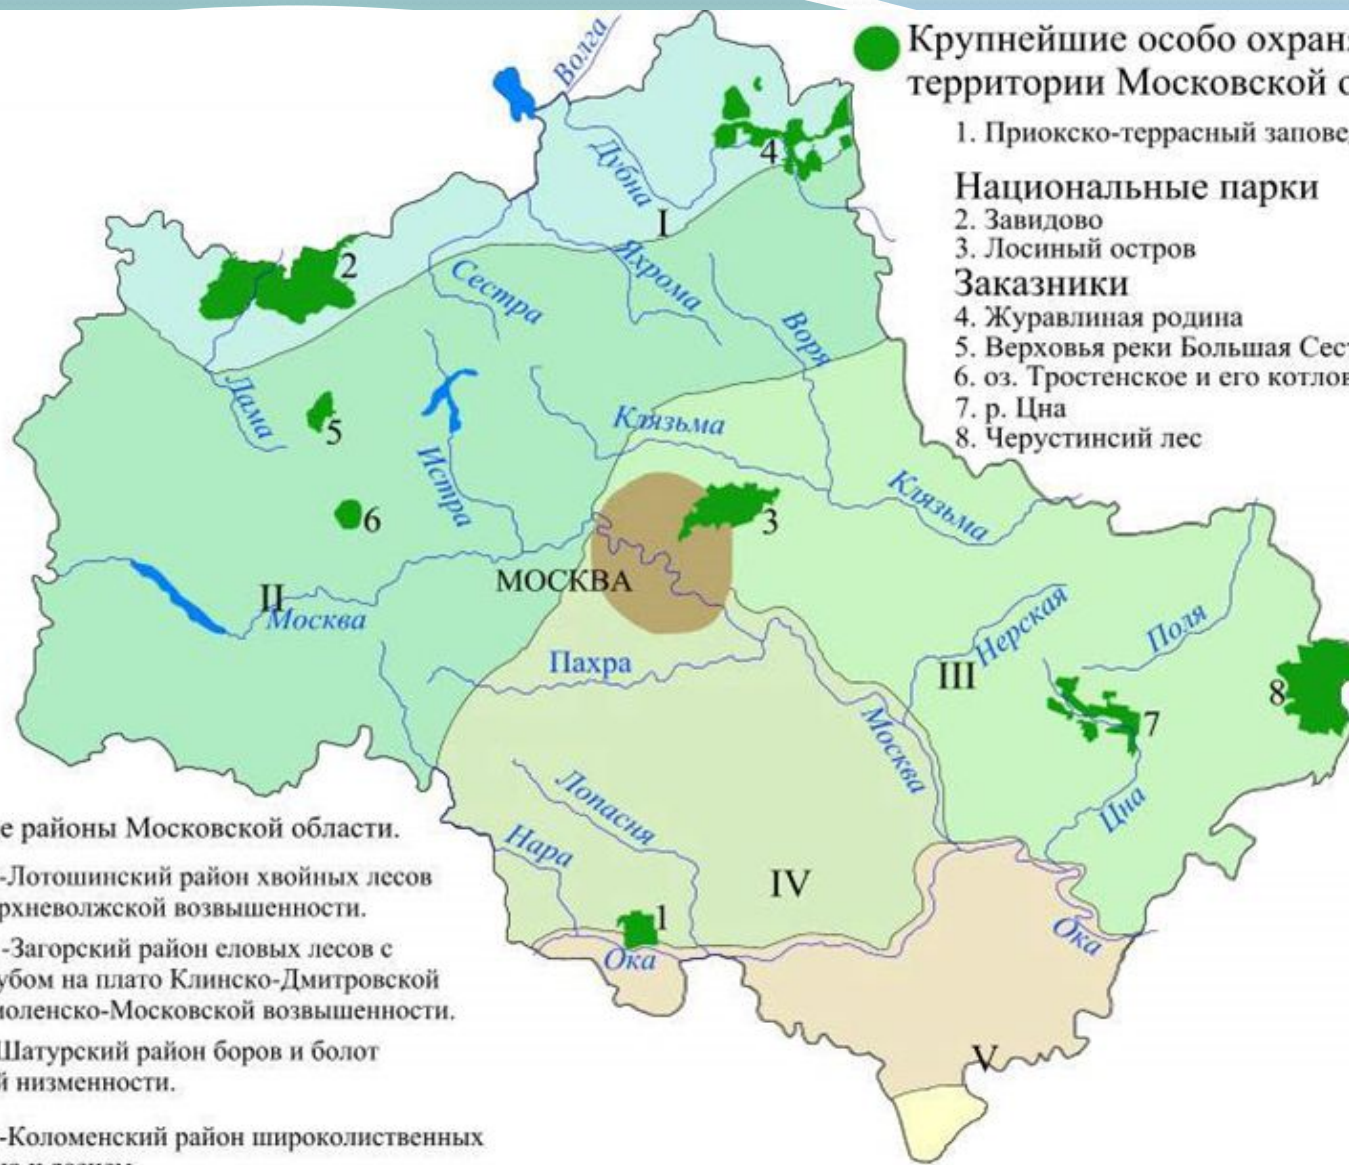 Крупнейшие особо охран
территории Московской о
1. Приокско-террасный запове
Национальные парки
2. Завидово
3. Лосиный остров
Заказники
4. Журавлиная родина
5. Верховья реки Большая Сест
6. оз. Тростенское и его котлов
7. р. Цна
8. Черустинсий лес
Волга
Дубна
4
I
2
Сестра
Яхрома
Воря
Лама
5
Клязьма
Истра
Клязьма
6
3
МОСКВА
II
Москва
Пахра
Нерская
Поля
III
8
7
Москва
Лопасня
Цна
Нара
IV
1
Ока
Ока
V
е районы Московской области.
-Лотошинский район хвойных лесов
рхневолжской возвышенности.
-Загорский район еловых лесов с
убом на плато Клинско-Дмитровской
моленско-Московской возвышенности.
Шатурский район боров и болот
й низменности.
-Коломенский район широколиственных